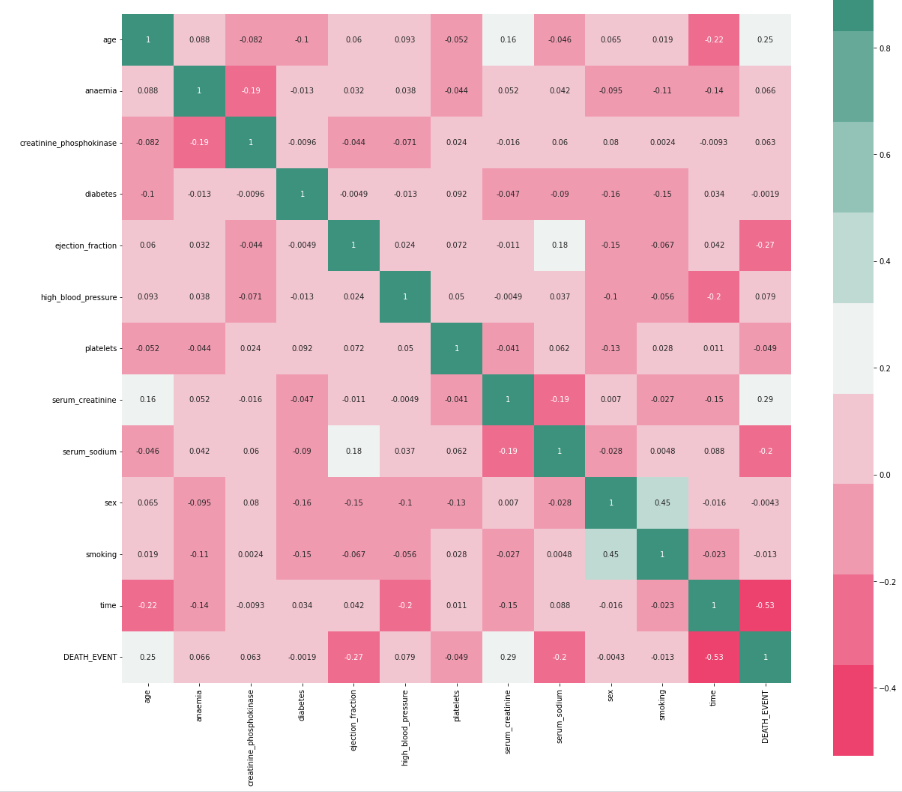 age 1 0.088 -0.082 -0.1 0.06 0.093 -0.052 0.16 -0.046 0.065 0.019 -0.22 0.25
anaemia 0.088 1 -0.19 -0.013 0.032 0.038 -0.044 0.052 0.042 -0.095 -0.11 -0.14 0.066
creatinine_phosphokinase -0.082 -0.19 1 -0.0096 -0.044 -0.071 0.024 -0.016 0.06 0.08 0.0024 -0.0093 0.063
diabetes -0.1 -0.013 -0.0096 1 -0.0049 -0.013 0.092 -0.047 -0.09 -0.16 -0.15 0.034 -0.0019
ejection_fraction 0.06 0.032 -0.044 -0.0049 1 0.024 0.072 -0.011 0.18 -0.15 -0.067 0.042 -0.27
high_blood_pressure 0.093 0.038 -0.071 -0.013 0.024 1 0.05 -0.0049 0.037 -0.1 -0.056 -0.2 0.079
platelets -0.052 -0.044 0.024 0.092 0.072 0.05 1 -0.041 0.062 -0.13 0.028 0.011 -0.049
serum_creatinine 0.16 0.052 -0.016 -0.047 -0.011 -0.0049 -0.041 1 -0.19 0.007 -0.027 -0.15 0.29
serum_sodium -0.046 0.042 0.06 -0.09 0.18 0.037 0.062 -0.19 1 -0.028 0.0048 0.088 -0.2
sex 0.065 -0.095 0.08 -0.16 -0.15 -0.1 -0.13 0.007 -0.028 1 0.45 -0.016 -0.0043
smoking 0.019 -0.11 0.0024 -0.15 -0.067 -0.056 0.028 -0.027 0.0048 0.45 1 -0.023 -0.013
time -0.22 -0.14 -0.0093 0.034 0.042 -0.2 0.011 -0.15 0.088 -0.016 -0.023 1 -0.53
DEATH_EVENT 0.25 0.066 0.063 -0.0019 -0.27 0.079 -0.049 0.29 -0.2 -0.0043 -0.013 -0.53 1
age
anaemia
creatinine_phosphokinase
diabetes
ejection_fraction
high_blood_pressure
platelets
serum_creatinine
serum_sodium
sex
smoking
time
DEATH_EVENT
0.8
0.6
0.4
0.2
0.0
−0.2
−0.4